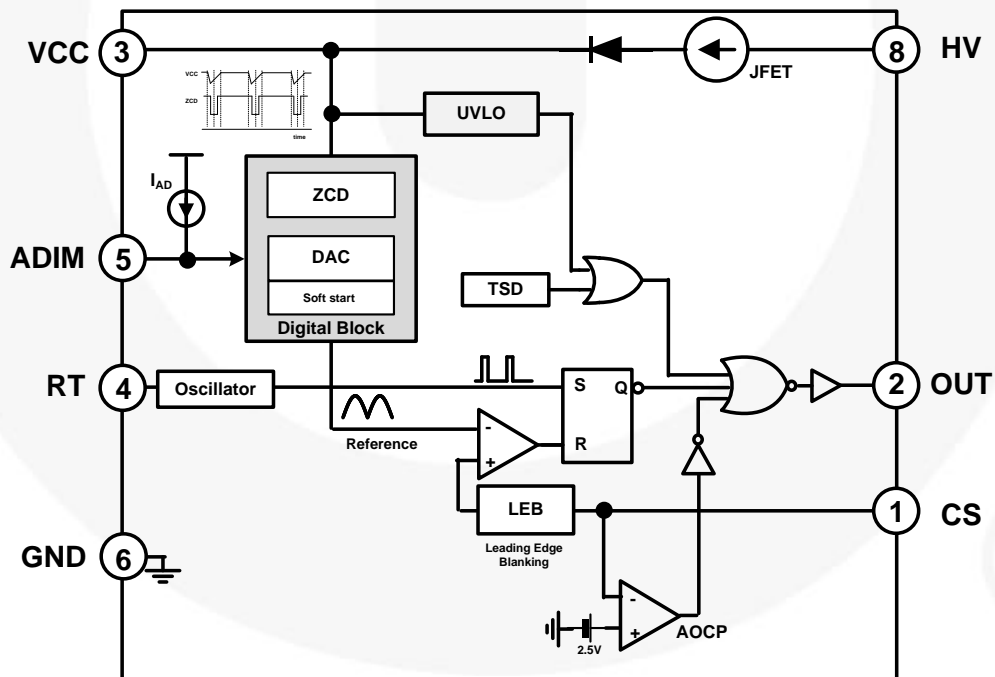 VCC
3
8
HV
JFET
VCC
ZCD
time
UVLO
I_AD
ZCD
ADIM
5
DAC
Soft start
TSD
Digital Block
RT
4
Oscillator
S
Q
2
OUT
Reference
-
+
R
LEB
1
CS
Leading Edge
Blanking
GND
6
-
+
2.5V
AOCP